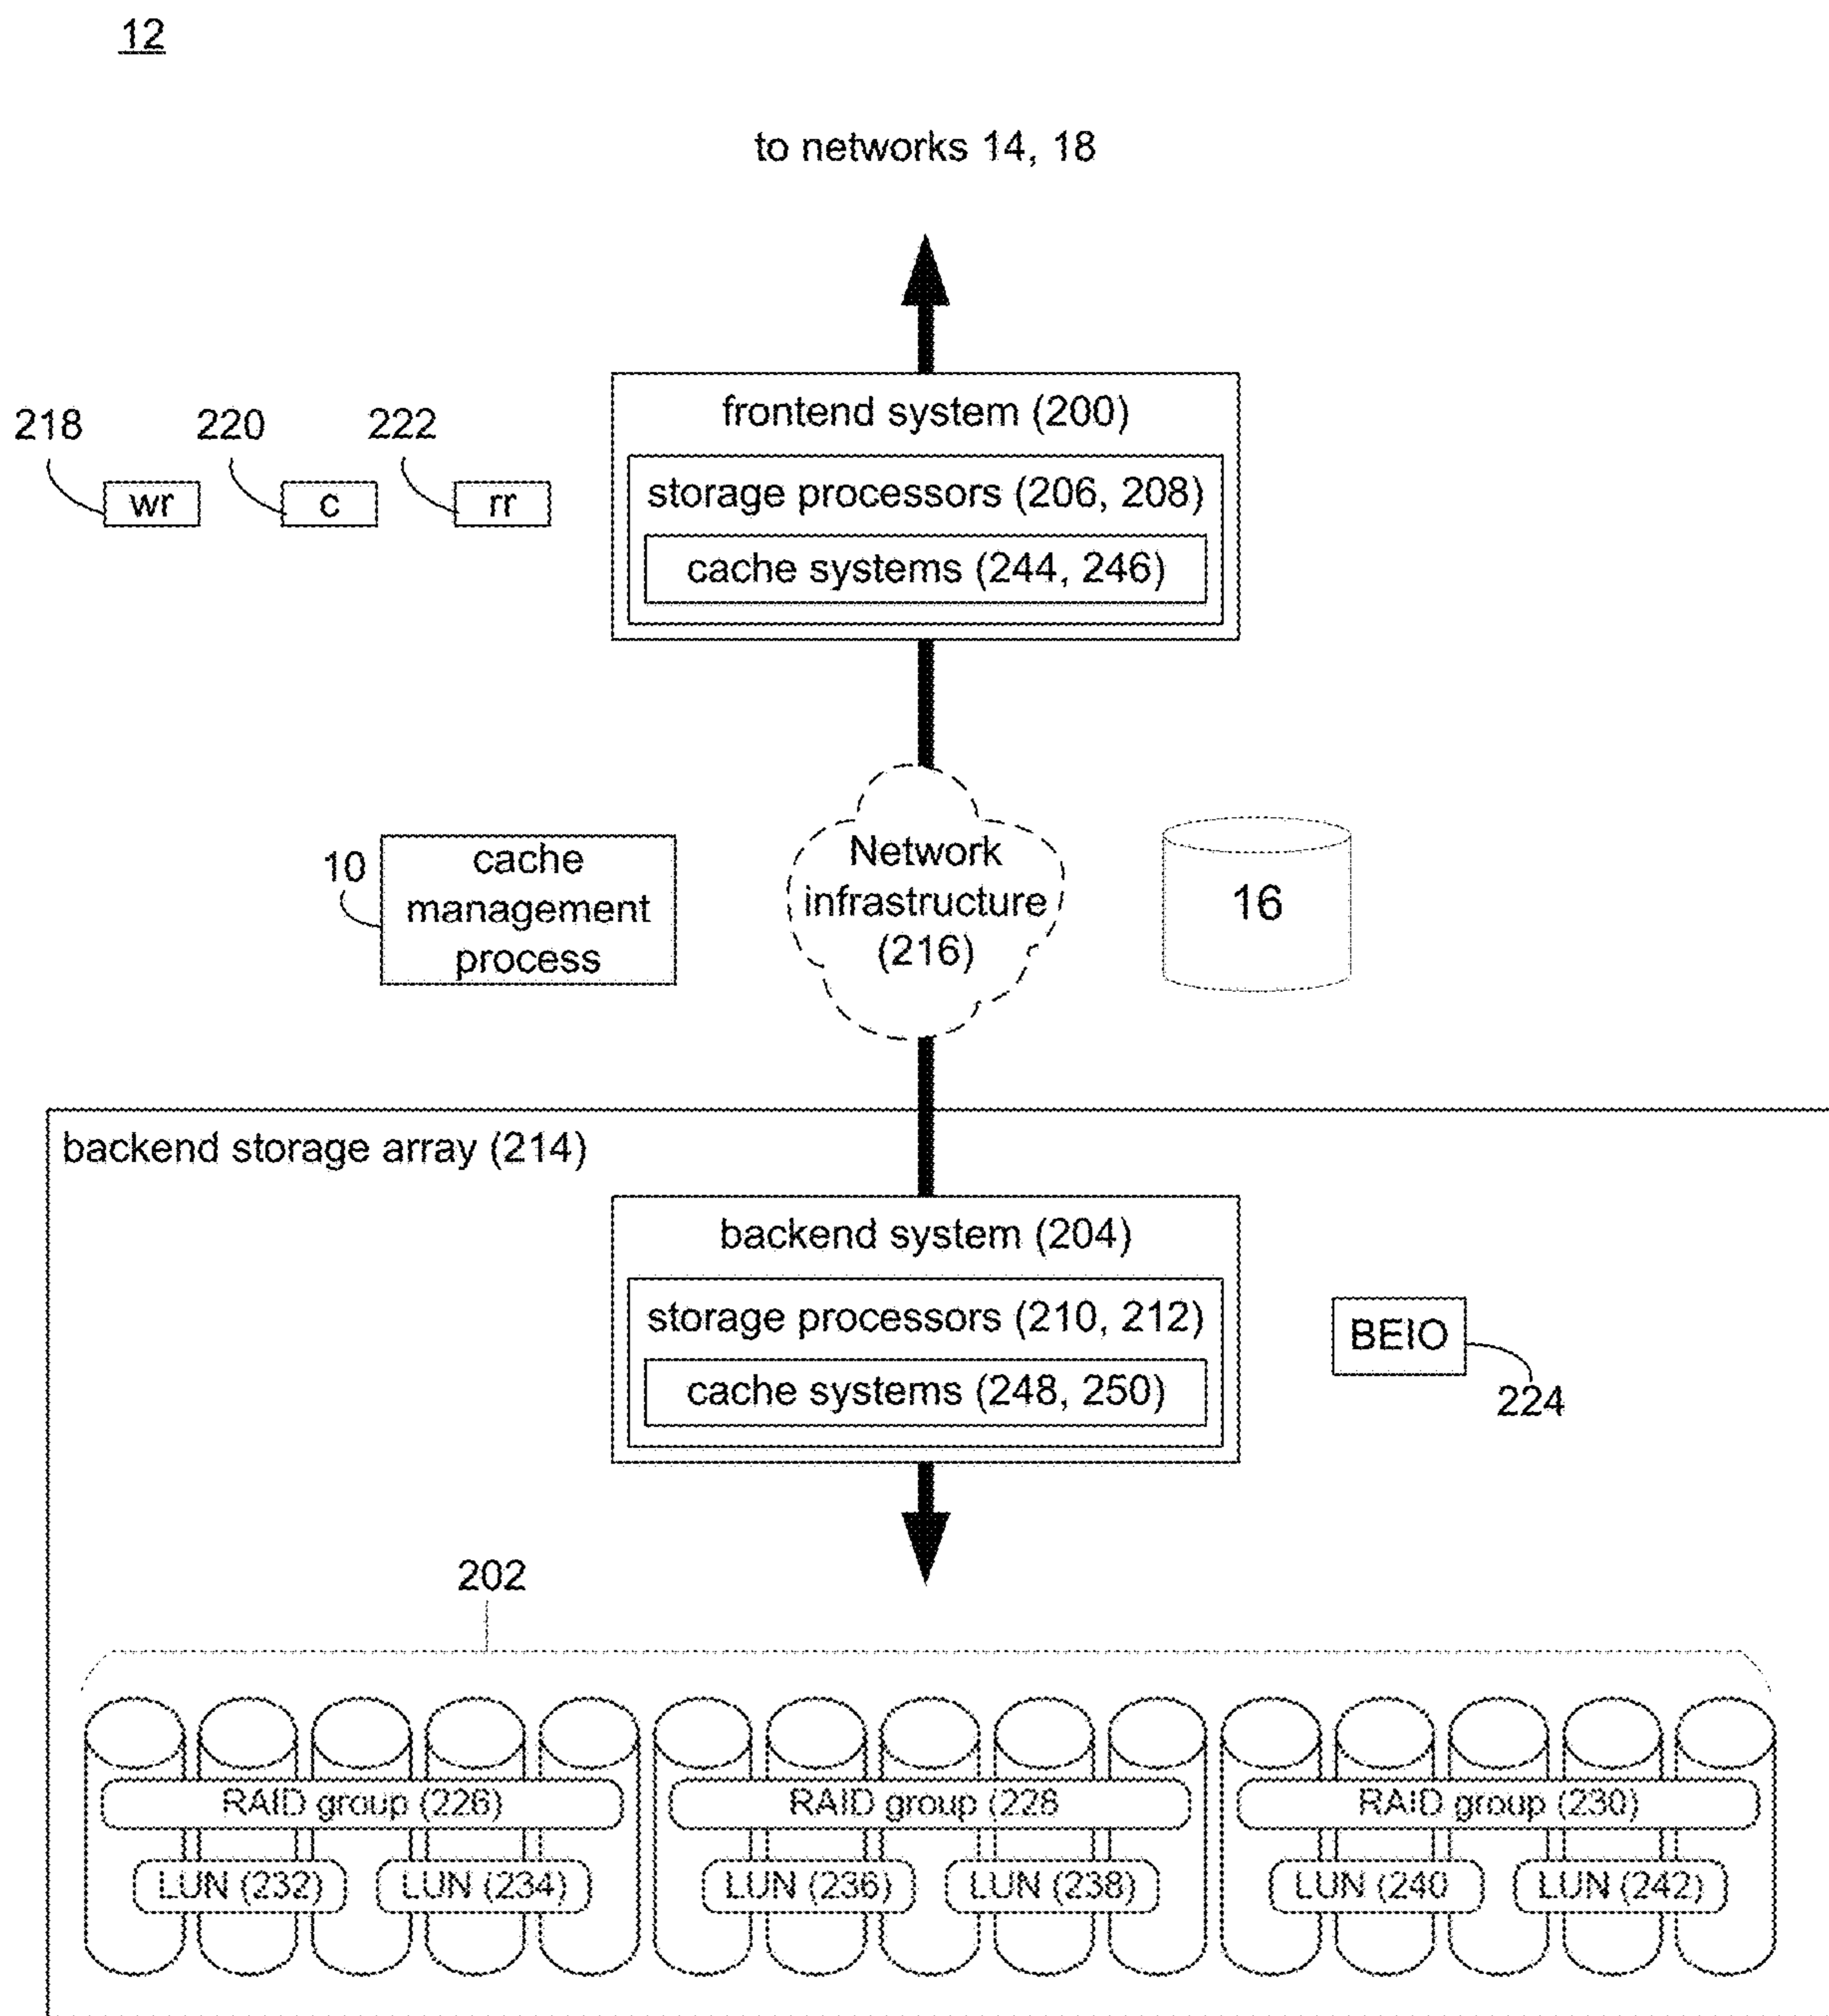 12
to networks 14, 18
frontend system (200)
218
220
222
storage processors (206, 208)
wr
c
rr
cache systems (244, 246)
10
cache
management
process
Network
infrastructure
(216)
16
backend storage array (214)
backend system (204)
storage processors (210, 212)
BEIO
cache systems (248, 250)
224
202
RAID group (226)
RAID group (228
RAID group (230)
LUN (232)
LUN (234)
LUN (236)
LUN (238)
LUN (240
LUN (242)